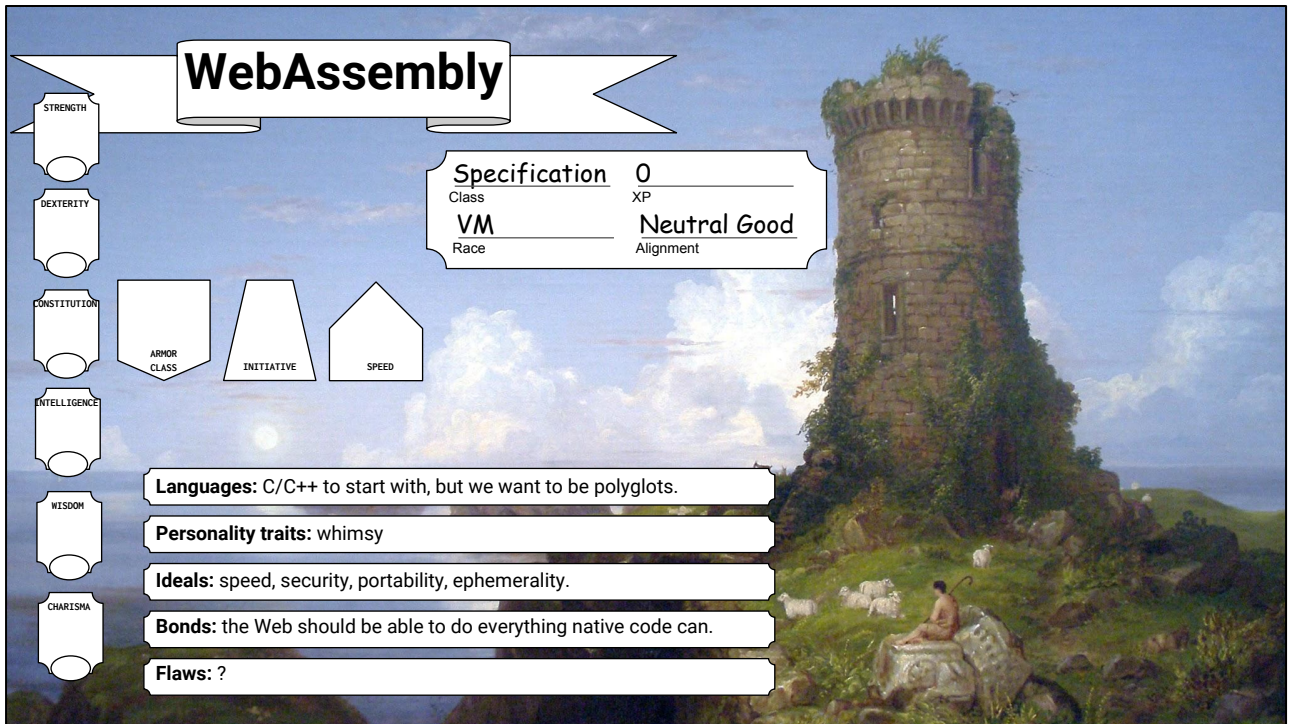 WebAssembly
STRENGTH
Specification 0
Class XP
DEXTERITY
VM Neutral Good
Race Alignment
CONSTITUTION
ARMOR
CLASS
INITIATIVE
SPEED
INTELLIGENCE
Languages: C/C++ to start with, but we want to be polyglots.
WISDOM
Personality traits: whimsy
Ideals: speed, security, portability, ephemerality.
CHARISMA
Bonds: the Web should be able to do everything native code can.
Flaws: ?